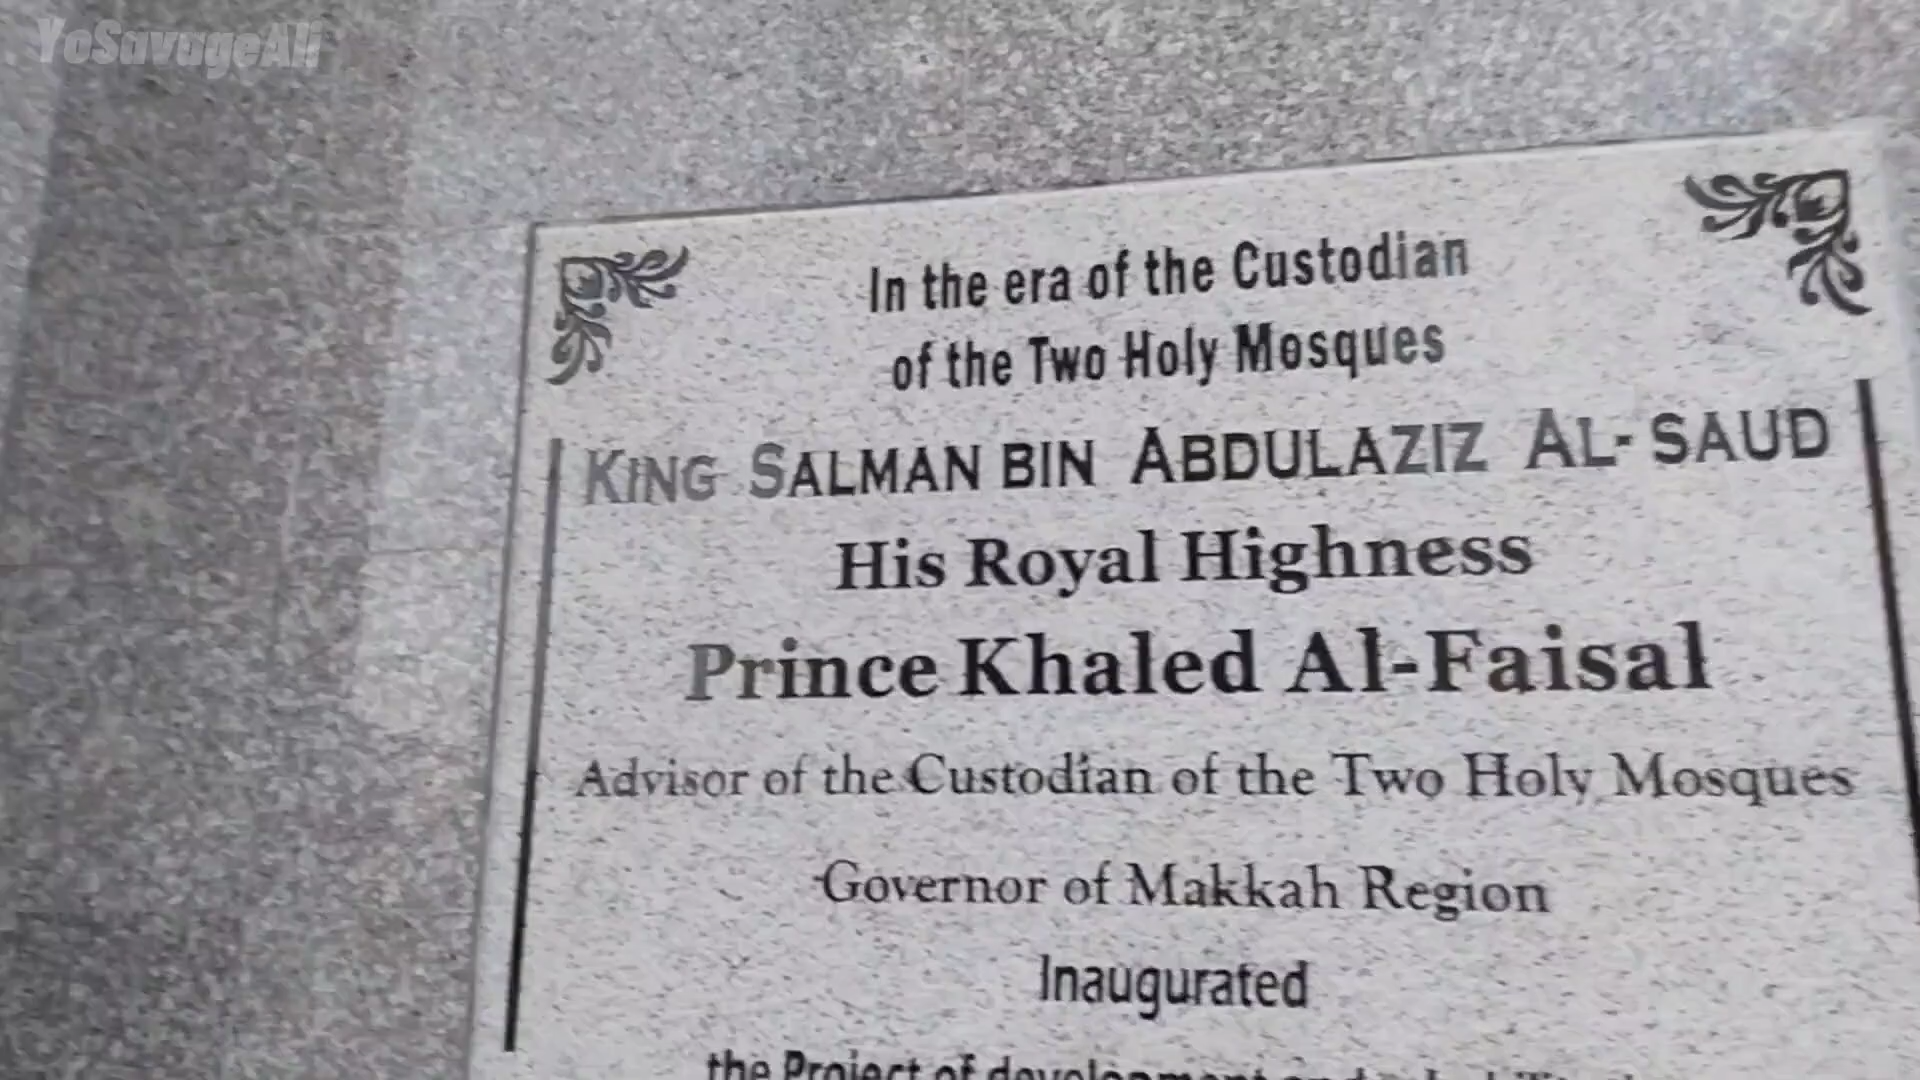 YoSavageAli
In the era of the Custodian
of the Two Holy Mosques
KING SALMAN BIN ABDULAZIZ AL-SAUD
His Royal Highness
Prince Khaled Al-Faisal
Advisor of the Custodian of the Two Holy Mosques
Governor of Makkah Region
Inaugurated
the Project of development and